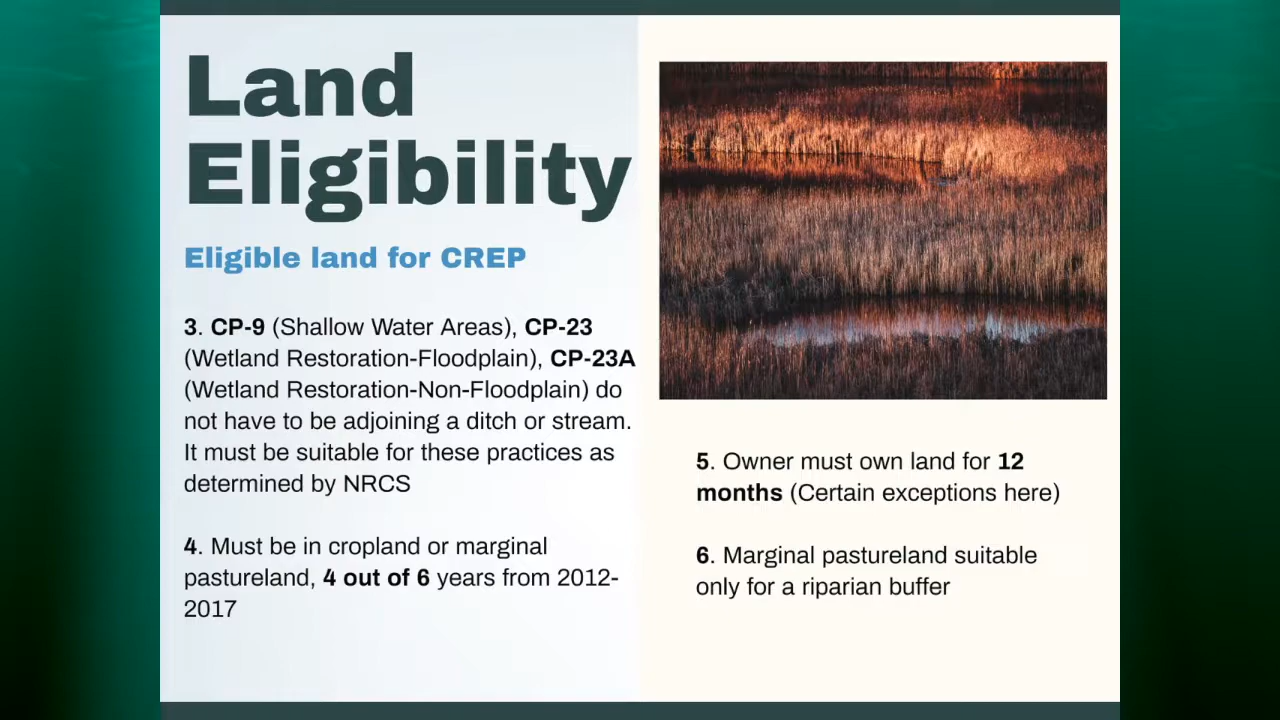 Land
Eligibility
Eligible land for CREP
3. CP-9 (Shallow Water Areas), CP-23
(Wetland Restoration-Floodplain), CP-23A
(Wetland Restoration-Non-Floodplain) do
not have to be adjoining a ditch or stream.
It must be suitable for these practices as
determined by NRCS
4. Must be in cropland or marginal
pastureland, 4 out of 6 years from 2012-
2017
5. Owner must own land for 12
months (Certain exceptions here)
6. Marginal pastureland suitable
only for a riparian buffer